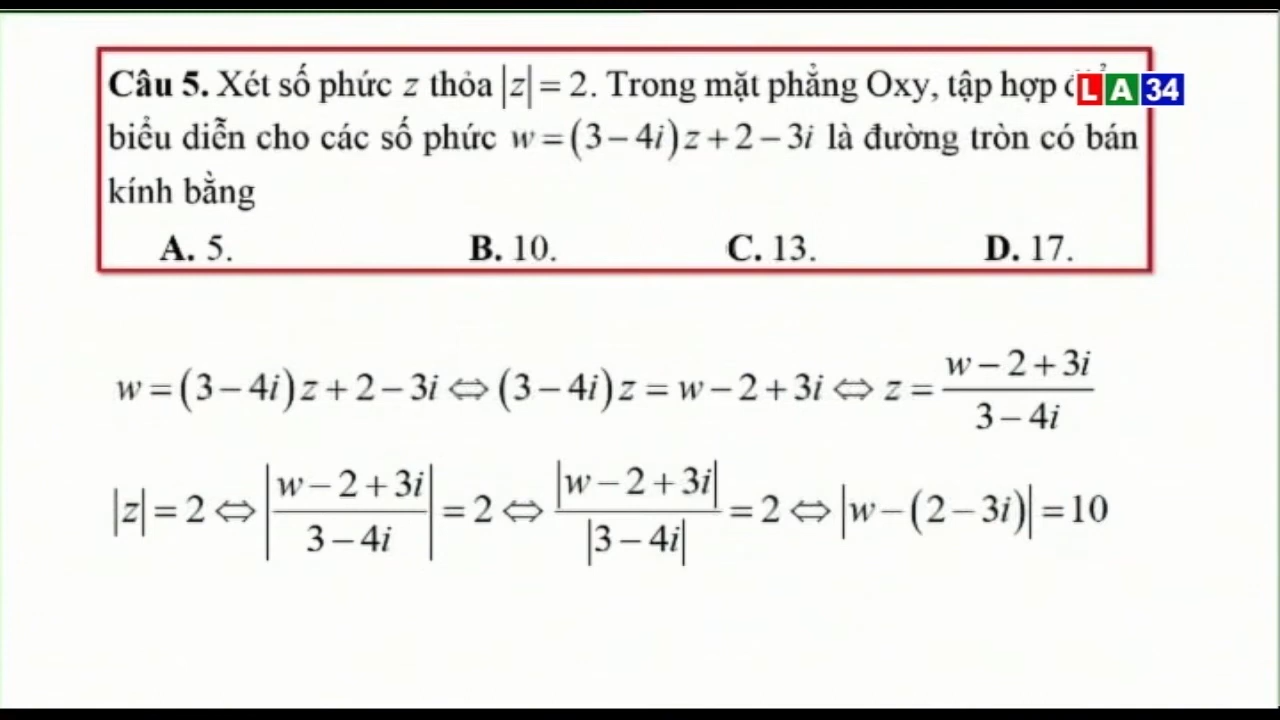 Câu 5. Xét số phức z thỏa |z| = 2. Trong mặt phẳng Oxy, tập hợp
LA34
biểu diễn cho các số phức w = (3 – 4i)z + 2 – 3i là đường tròn có bán
kính bằng
A. 5. B. 10. C. 13. D. 17.
w = (3 – 4i)z + 2 – 3i ⇔ (3 – 4i)z = w – 2 + 3i ⇔ z = \frac{w – 2 + 3i}{3 – 4i}
|z| = 2 ⇔ |\frac{w – 2 + 3i}{3 – 4i}| = 2 ⇔ \frac{|w – 2 + 3i|}{|3 – 4i|} = 2 ⇔ |w – (2 – 3i)| = 10